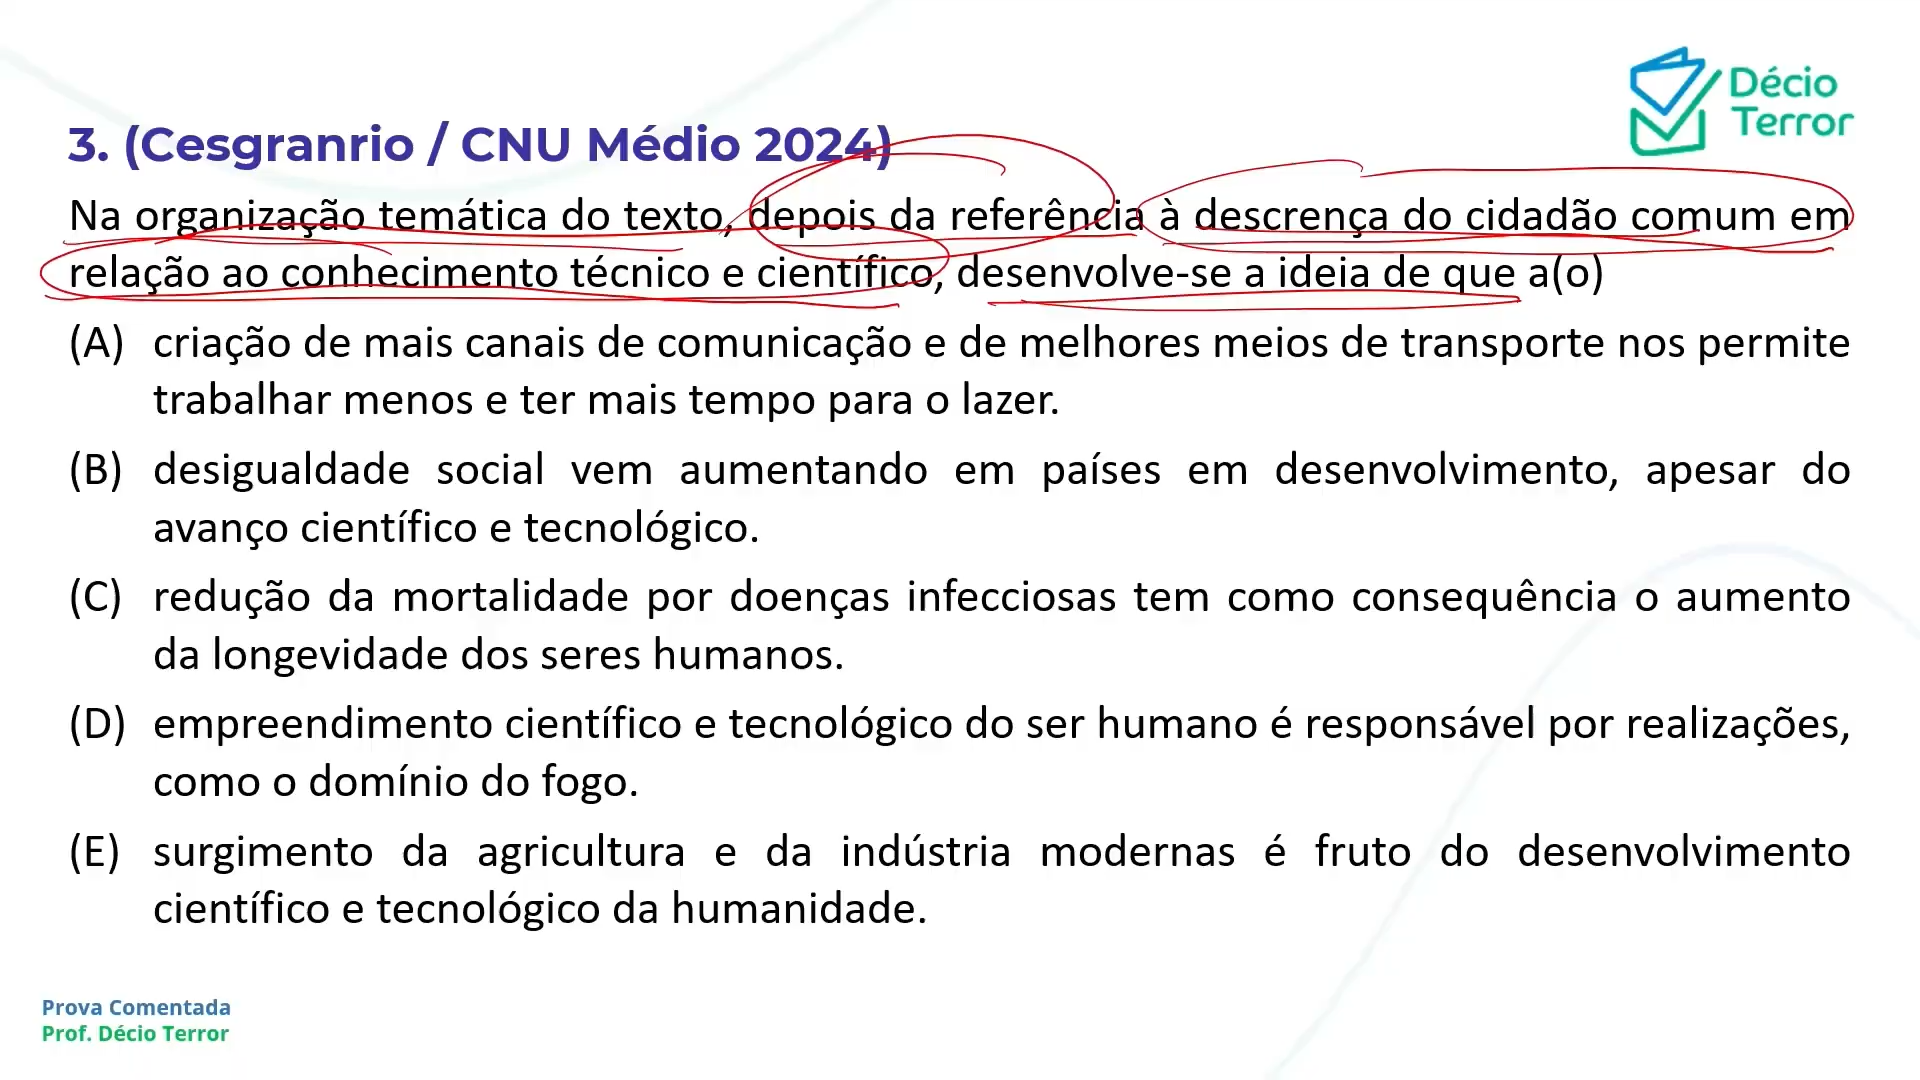 Décio
Terror
3. (Cesgranrio / CNU Médio 2024)
Na organização temática do texto, depois da referência à descrença do cidadão comum em
relação ao conhecimento técnico e científico, desenvolve-se a ideia de que a(o)
(A) criação de mais canais de comunicação e de melhores meios de transporte nos permite
trabalhar menos e ter mais tempo para o lazer.
(B) desigualdade social vem aumentando em países em desenvolvimento, apesar do
avanço científico e tecnológico.
(C) redução da mortalidade por doenças infecciosas tem como consequência o aumento
da longevidade dos seres humanos.
(D) empreendimento científico e tecnológico do ser humano é responsável por realizações,
como o domínio do fogo.
(E) surgimento da agricultura e da indústria modernas é fruto do desenvolvimento
científico e tecnológico da humanidade.
Prova Comentada
Prof. Décio Terror